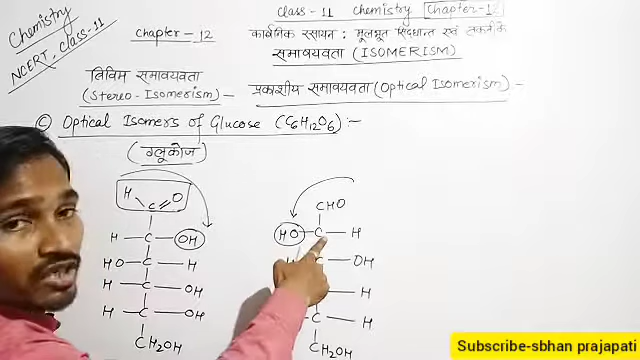 Chemistry
NCERT, class-11
class-11 chemistry Chapter-12
chapter-12
कार्बनिक रसायन : मूलभूत सिद्धान्त एवं तकनीकें
समावयवता (ISOMERISM)
त्रिविम समावयवता
(Stereo-Isomerism)
प्रकाशीय समावयवता (Optical Isomerism) -
© Optical Isomers of Glucose (C6H12O6) :-
(ग्लूकोज)
H O
C
H C OH
HO C H
H C OH
H C OH
CH2OH
CHO
HO C H
H C OH
H
C H
CH2OH
Subscribe-sbhan prajapati